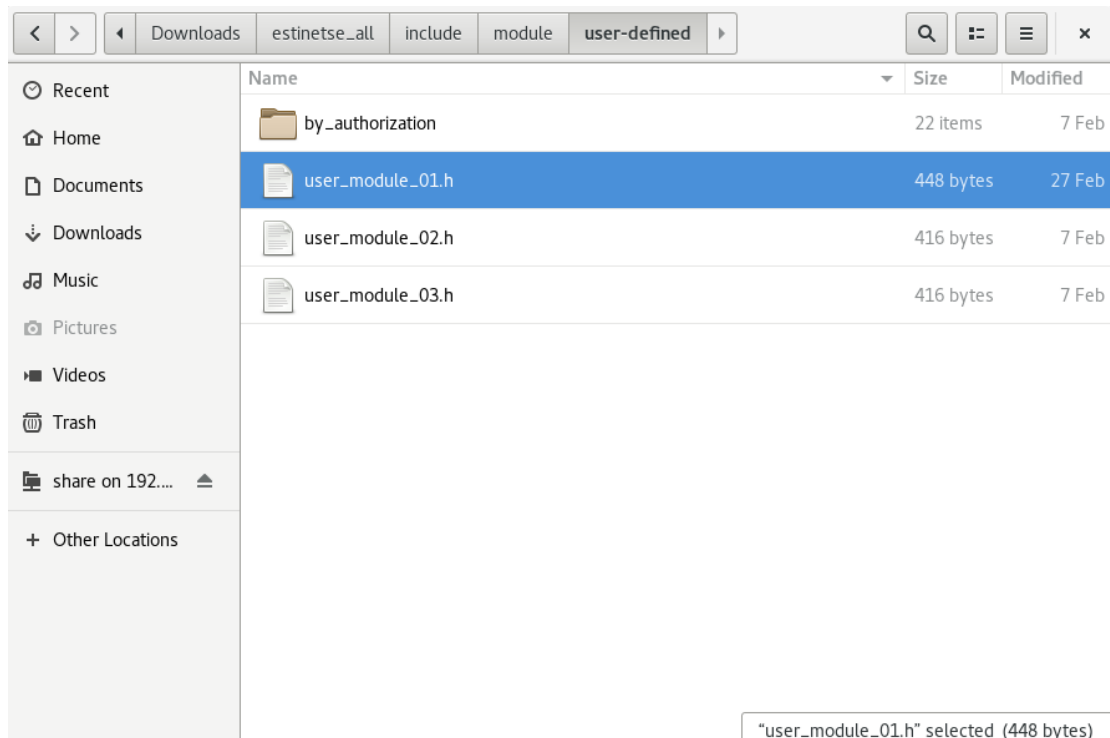 Downloads estinetse_all include module user-defined
Recent
Home
Documents
Downloads
Music
Pictures
Videos
Trash
share on 192....
Other Locations
Name Size Modified
by_authorization 22 items 7 Feb
user_module_01.h 448 bytes 27 Feb
user_module_02.h 416 bytes 7 Feb
user_module_03.h 416 bytes 7 Feb
“user_module_01.h” selected (448 bytes)